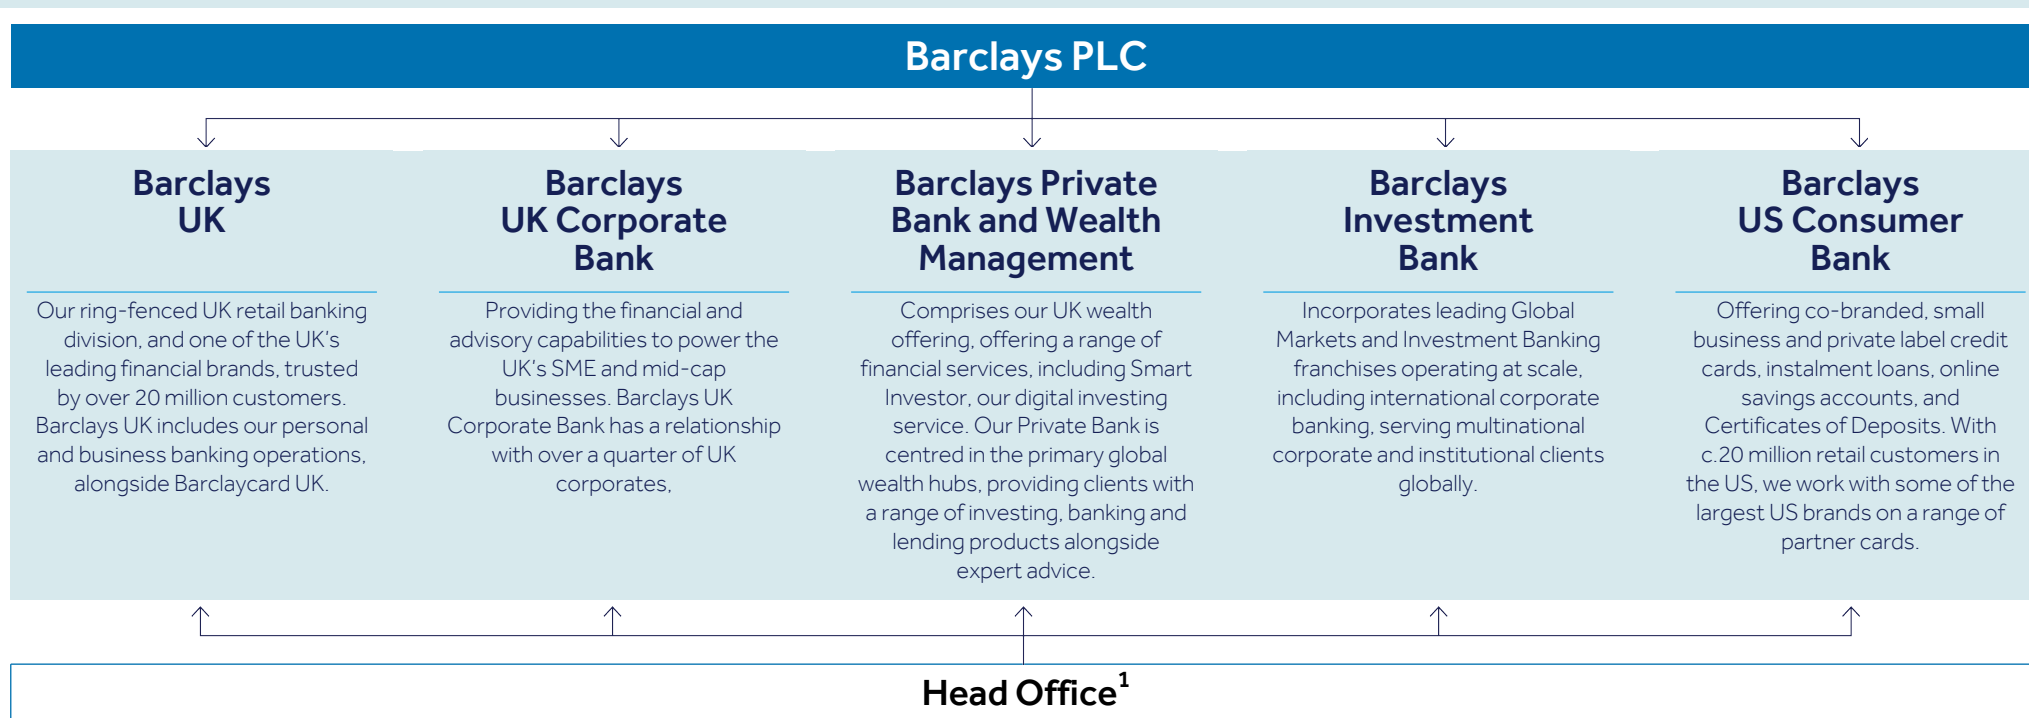 Barclays PLC
Barclays
UK
Our ring-fenced UK retail banking
division, and one of the UK's
leading financial brands, trusted
by over 20 million customers.
Barclays UK includes our personal
and business banking operations,
alongside Barclaycard UK.
Barclays
UK Corporate
Bank
Providing the financial and
advisory capabilities to power the
UK's SME and mid-cap
businesses. Barclays UK
Corporate Bank has a relationship
with over a quarter of UK
corporates,
Barclays Private
Bank and Wealth
Management
Comprises our UK wealth
offering, offering a range of
financial services, including Smart
Investor, our digital investing
service. Our Private Bank is
centred in the primary global
wealth hubs, providing clients with
a range of investing, banking and
lending products alongside
expert advice.
Barclays
Investment
Bank
Incorporates leading Global
Markets and Investment Banking
franchises operating at scale,
including international corporate
banking, serving multinational
corporate and institutional clients
globally.
Barclays
US Consumer
Bank
Offering co-branded, small
business and private label credit
cards, instalment loans, online
savings accounts, and
Certificates of Deposits. With
c.20 million retail customers in
the US, we work with some of the
largest US brands on a range of
partner cards.
Head Office¹